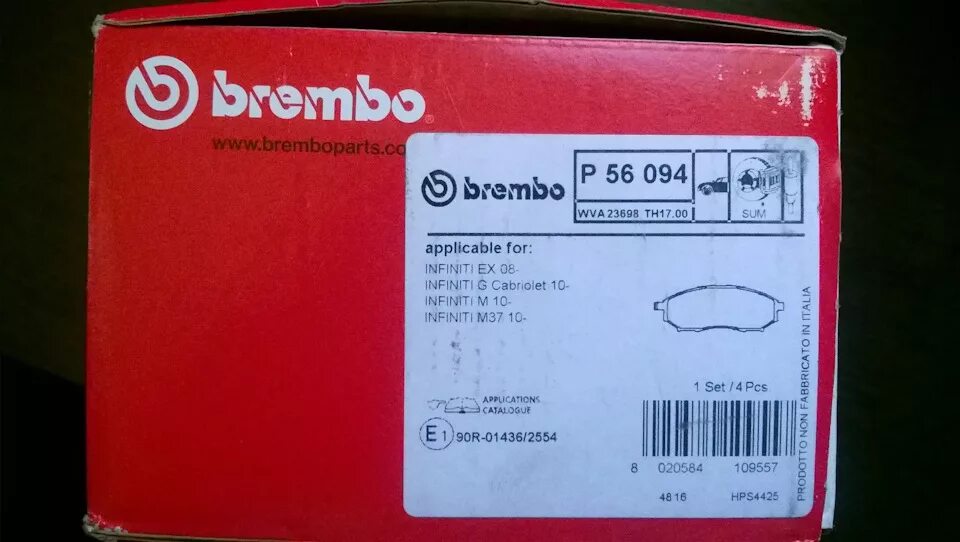 brembo®
www.bremboparts.co
brembo
P 56 094
WVA 23698 TH17.00
SUM
applicable for:
INFINITI EX 08-
INFINITI G Cabriolet 10-
INFINITI M 10-
INFINITI M37 10-
1 Set / 4 Pcs
APPLICATIONS
CATALOGUE
E1 90R-01436/2554
8 020584 109557
4816 HPS4425
PRODOTTO NON FABBRICATO IN ITALIA